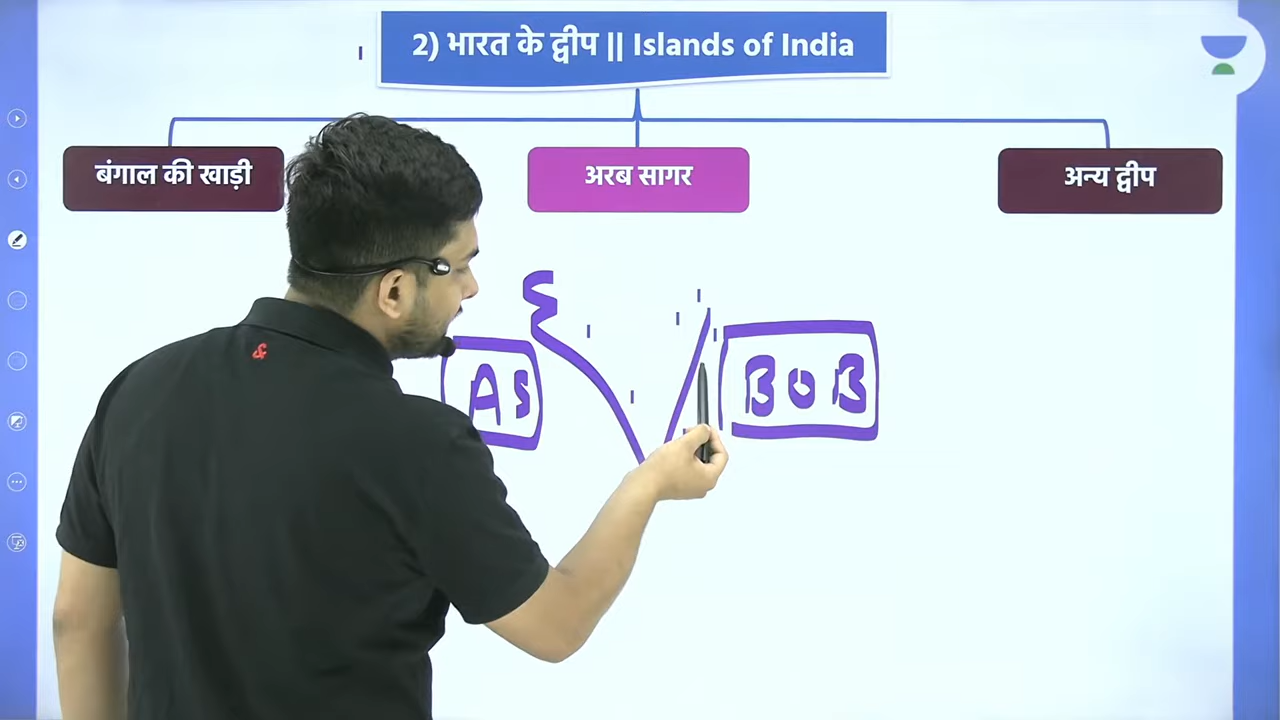 2) भारत के द्वीप || Islands of India
बंगाल की खाड़ी
अरब सागर
अन्य द्वीप
AS
BOB